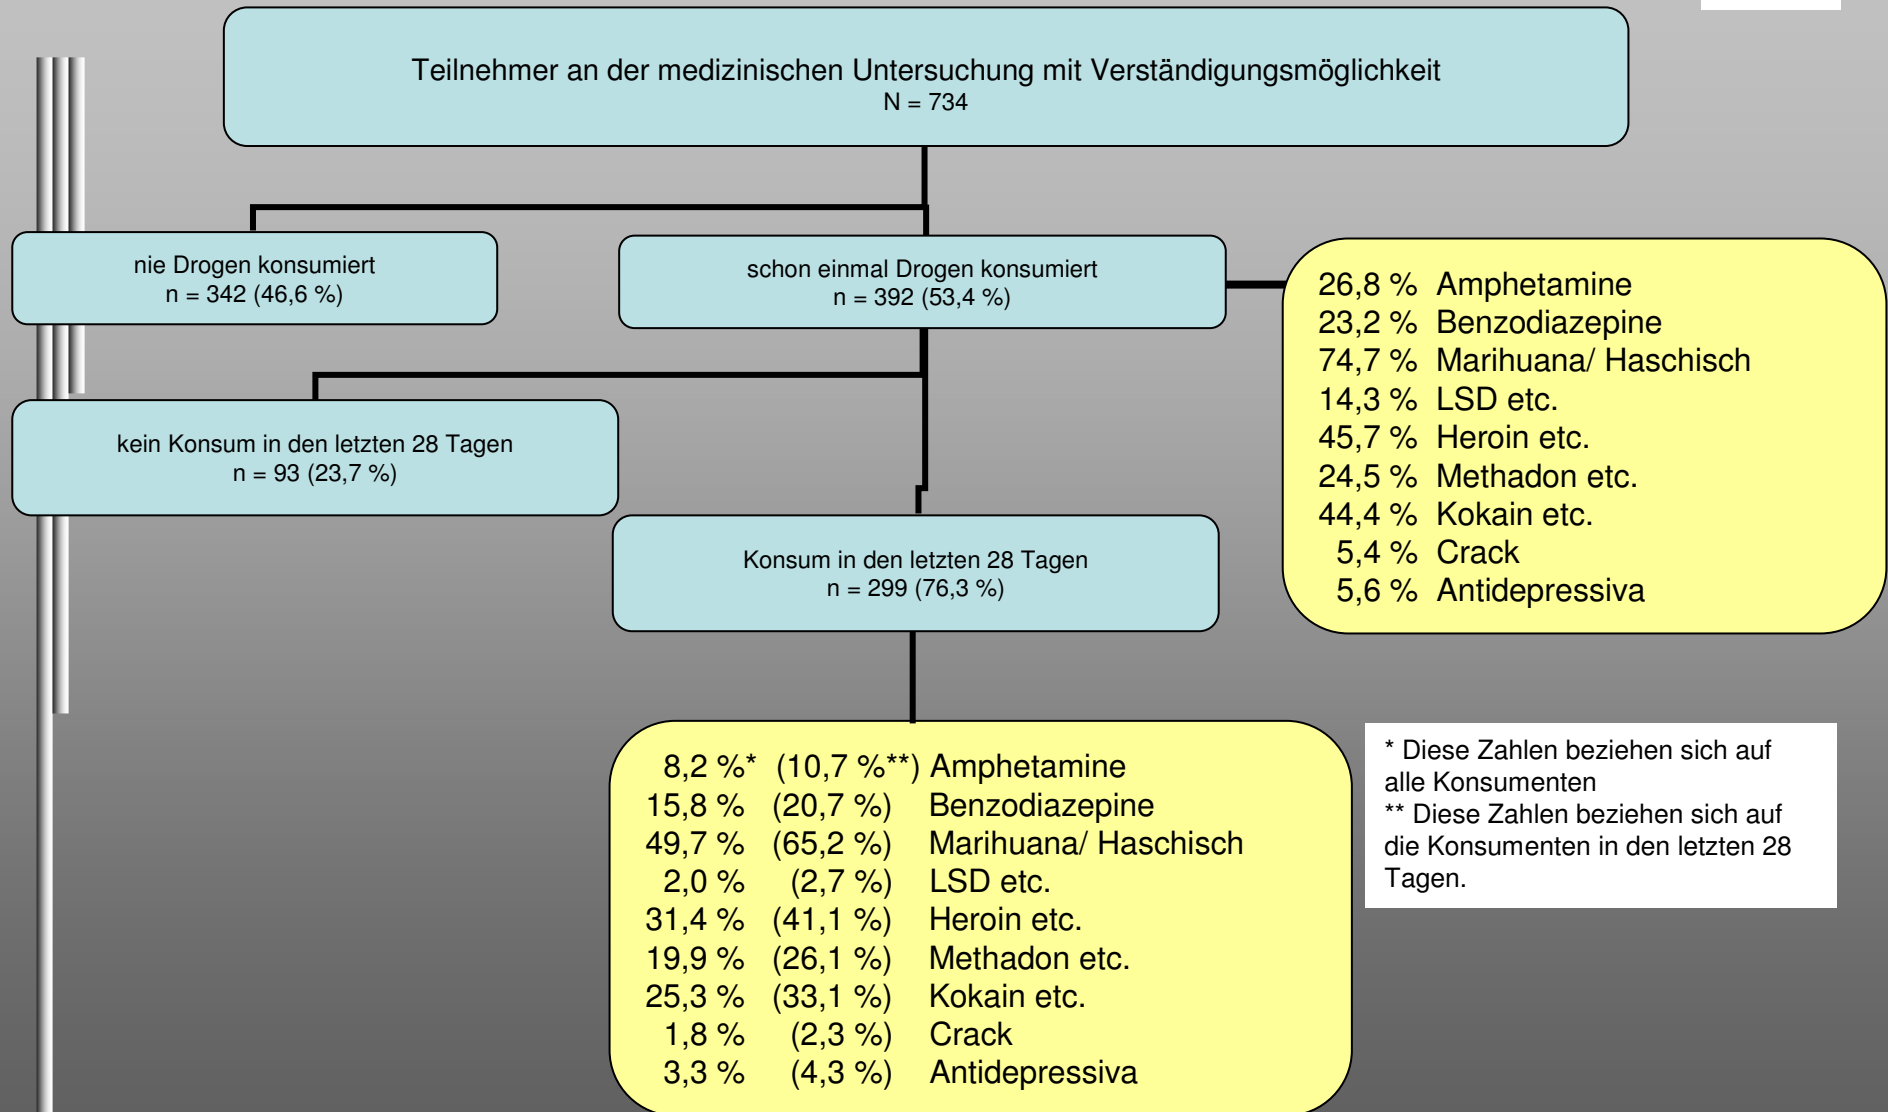 Teilnehmer an der medizinischen Untersuchung mit Verständigungsmöglichkeit
N = 734
nie Drogen konsumiert
n = 342 (46,6 %)
schon einmal Drogen konsumiert
n = 392 (53,4 %)
26,8 % Amphetamine
23,2 % Benzodiazepine
74,7 % Marihuana/ Haschisch
14,3 % LSD etc.
45,7 % Heroin etc.
24,5 % Methadon etc.
44,4 % Kokain etc.
5,4 % Crack
5,6 % Antidepressiva
kein Konsum in den letzten 28 Tagen
n = 93 (23,7 %)
Konsum in den letzten 28 Tagen
n = 299 (76,3 %)
8,2 %* (10,7 %**) Amphetamine
15,8 % (20,7 %) Benzodiazepine
49,7 % (65,2 %) Marihuana/ Haschisch
2,0 % (2,7 %) LSD etc.
31,4 % (41,1 %) Heroin etc.
19,9 % (26,1 %) Methadon etc.
25,3 % (33,1 %) Kokain etc.
1,8 % (2,3 %) Crack
3,3 % (4,3 %) Antidepressiva
* Diese Zahlen beziehen sich auf
alle Konsumenten
** Diese Zahlen beziehen sich auf
die Konsumenten in den letzten 28
Tagen.